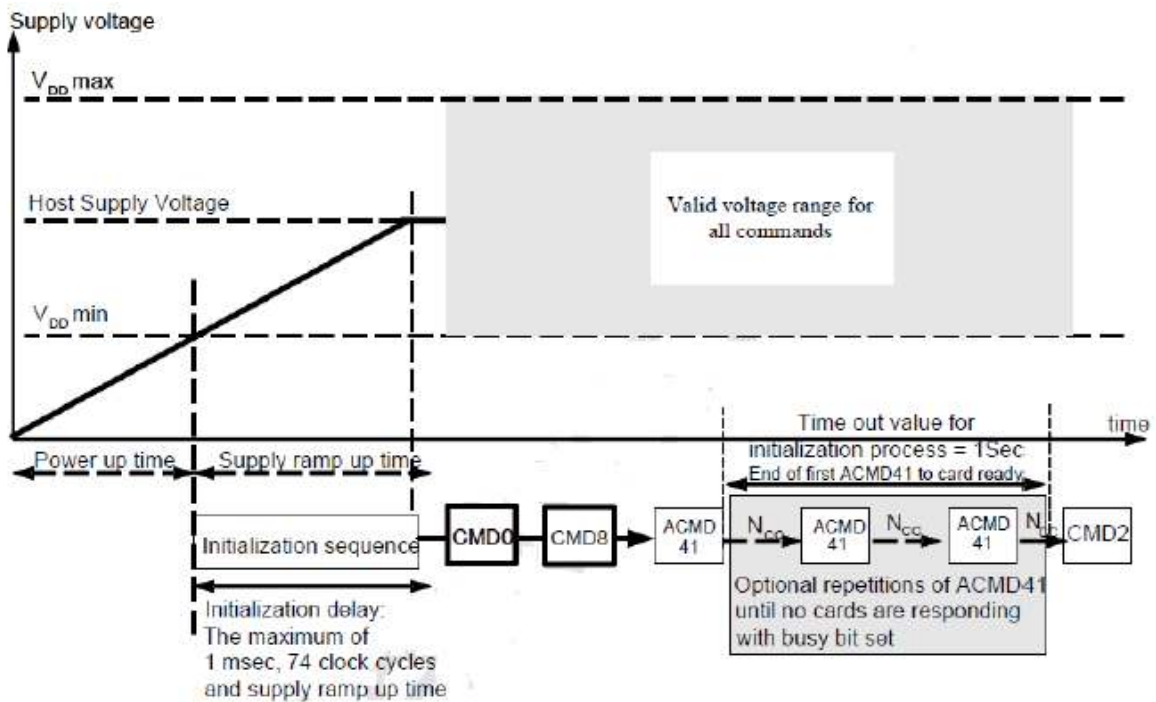 Supply voltage
V_DD max
Host Supply Voltage
Valid voltage range for
all commands
V_DD min
Time out value for
initialization process = 1Sec
End of first ACMD41 to card ready
time
Power up time
Supply ramp up time
Initialization sequence
CMD0
CMD8
ACMD
41
N_CC
ACMD
41
N_CC
ACMD
41
N_CC
CMD2
Optional repetitions of ACMD41
until no cards are responding
with busy bit set
Initialization delay:
The maximum of
1 msec, 74 clock cycles
and supply ramp up time